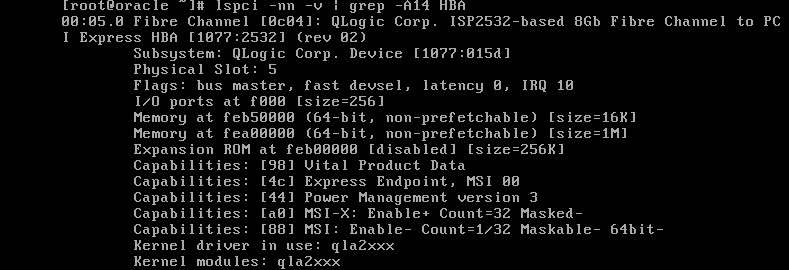 [root@oracle ~]# lspci -nn -v | grep -A14 HBA
00:05.0 Fibre Channel [0c04]: QLogic Corp. ISP2532-based 8Gb Fibre Channel to PC
I Express HBA [1077:2532] (rev 02)
Subsystem: QLogic Corp. Device [1077:015d]
Physical Slot: 5
Flags: bus master, fast devsel, latency 0, IRQ 10
I/O ports at f000 [size=256]
Memory at feb50000 (64-bit, non-prefetchable) [size=16K]
Memory at fea00000 (64-bit, non-prefetchable) [size=1M]
Expansion ROM at feb00000 [disabled] [size=256K]
Capabilities: [98] Vital Product Data
Capabilities: [4c] Express Endpoint, MSI 00
Capabilities: [44] Power Management version 3
Capabilities: [a0] MSI-X: Enable+ Count=32 Masked-
Capabilities: [88] MSI: Enable- Count=1/32 Maskable- 64bit-
Kernel driver in use: qla2xxx
Kernel modules: qla2xxx